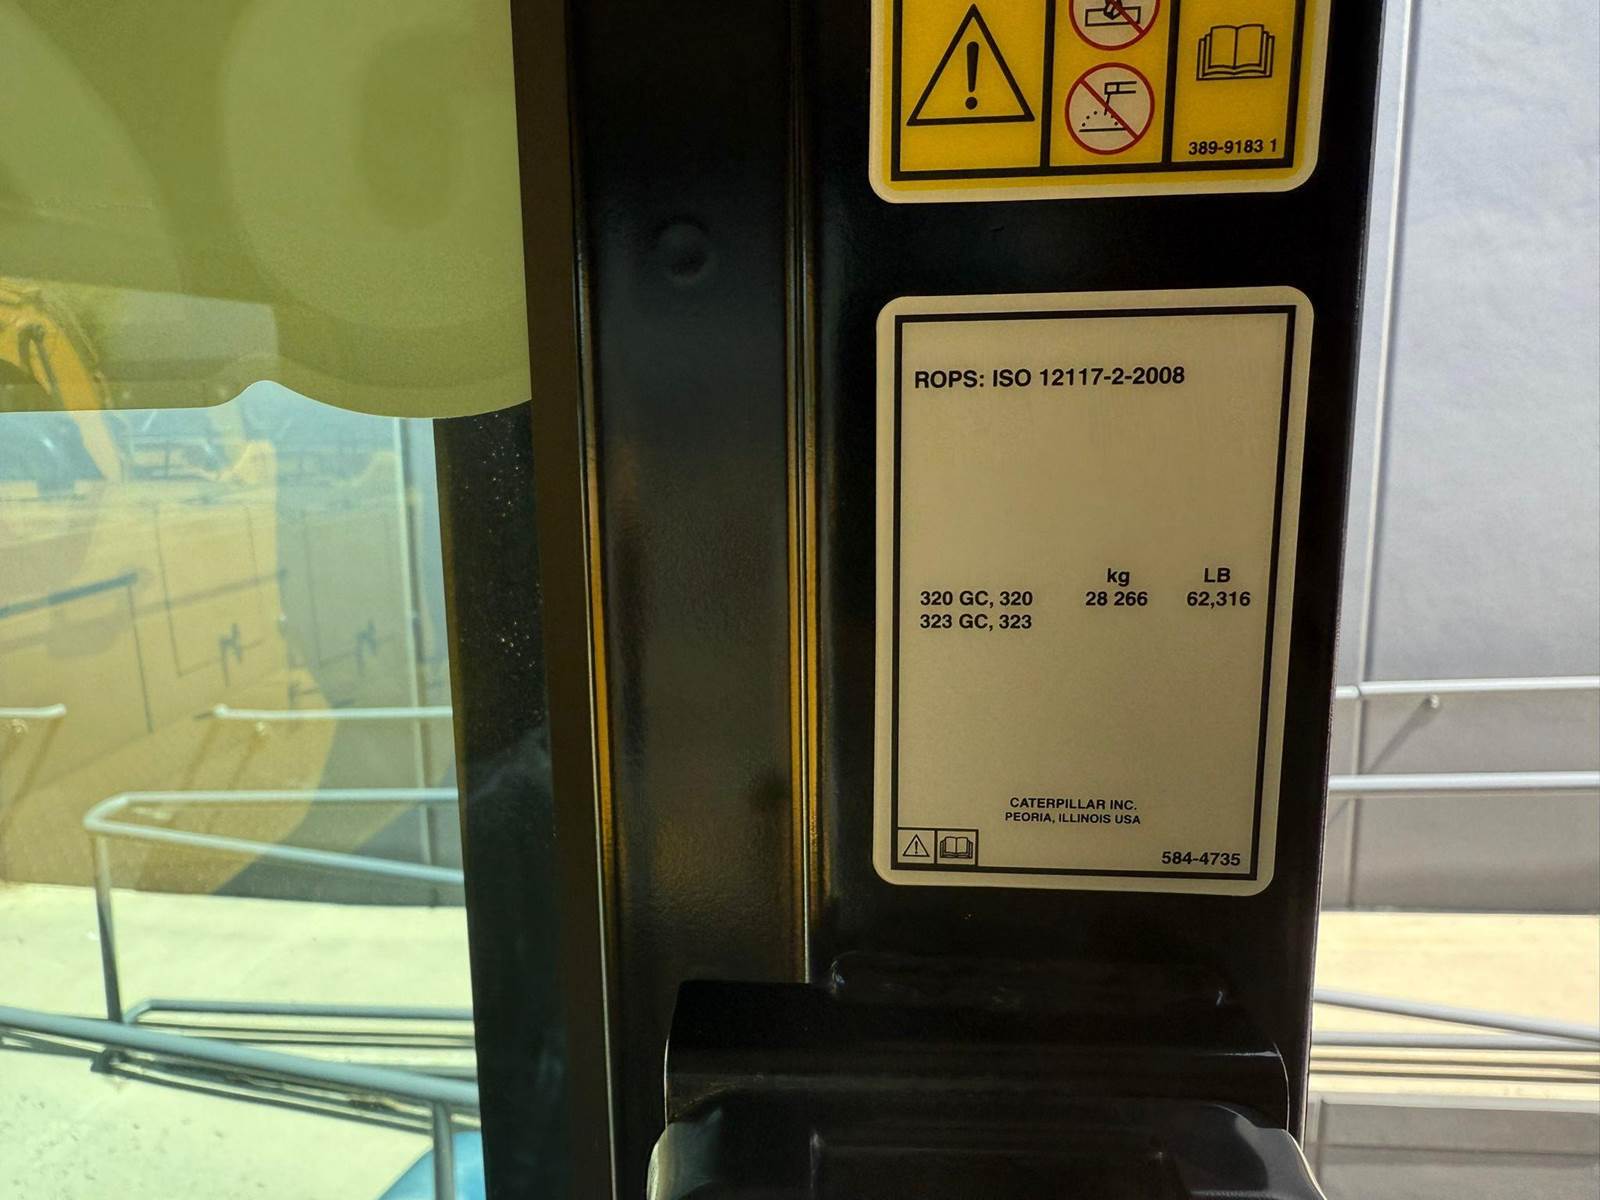 389-9183 1
ROPS: ISO 12117-2-2008
kg LB
320 GC, 320 28 266 62,316
323 GC, 323
CATERPILLAR INC.
PEORIA, ILLINOIS USA
584-4735